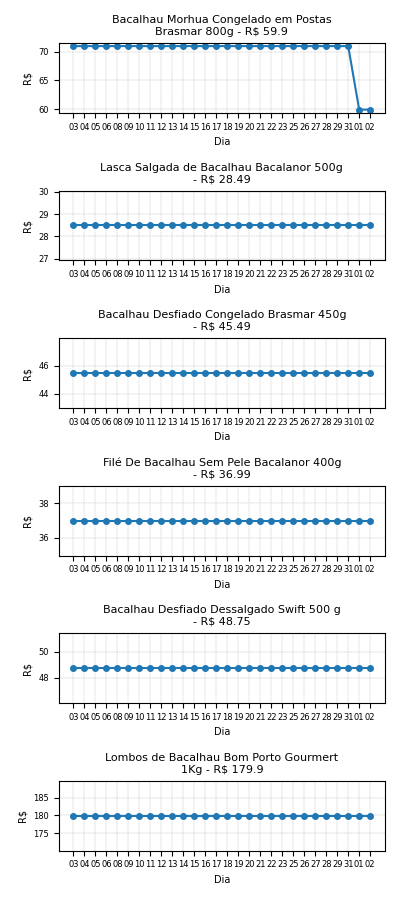 Bacalhau Morhua Congelado em Postas
Brasmar 800g - R$ 59.9
70
65
60
R$
03 04 05 06 07 09 10 11 12 13 14 15 16 17 18 19 20 21 22 23 25 26 27 28 29 31 01 02
Dia
Lasca Salgada de Bacalhau Bacalanor 500g
- R$ 28.49
30
29
28
27
R$
03 04 05 06 07 09 10 11 12 13 14 15 16 17 18 19 20 21 22 23 25 26 27 28 29 31 01 02
Dia
Bacalhau Desfiado Congelado Brasmar 450g
- R$ 45.49
46
44
R$
03 04 05 06 07 09 10 11 12 13 14 15 16 17 18 19 20 21 22 23 25 26 27 28 29 31 01 02
Dia
Filé De Bacalhau Sem Pele Bacalanor 400g
- R$ 36.99
38
36
R$
03 04 05 06 07 09 10 11 12 13 14 15 16 17 18 19 20 21 22 23 25 26 27 28 29 31 01 02
Dia
Bacalhau Desfiado Dessalgado Swift 500 g
- R$ 48.75
50
48
R$
03 04 05 06 07 09 10 11 12 13 14 15 16 17 18 19 20 21 22 23 25 26 27 28 29 31 01 02
Dia
Lombos de Bacalhau Bom Porto Gourmert
1Kg - R$ 179.9
185
180
175
R$
03 04 05 06 07 09 10 11 12 13 14 15 16 17 18 19 20 21 22 23 25 26 27 28 29 31 01 02
Dia